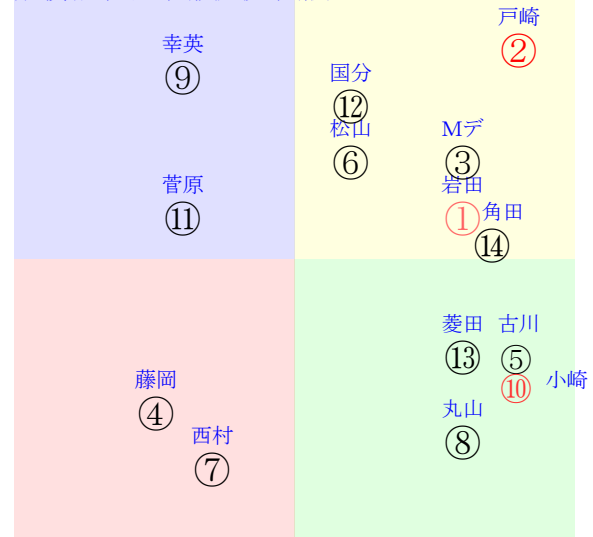 戸崎
②
幸英
⑨
国分
⑫
松山
⑥
Mデ
③
菅原
⑪
岩田
①
角田
⑭
菱田
⑬
古川
⑤
小崎
⑩
藤岡
④
丸山
⑧
西村
⑦